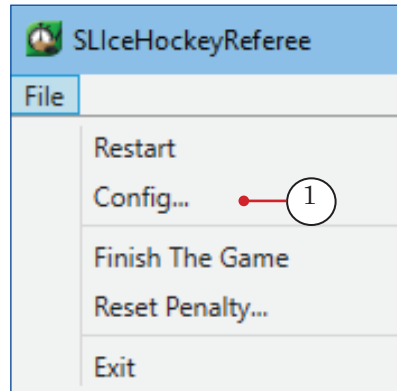 SLIceHockeyReferee
File
Restart
Config...
1
Finish The Game
Reset Penalty...
Exit